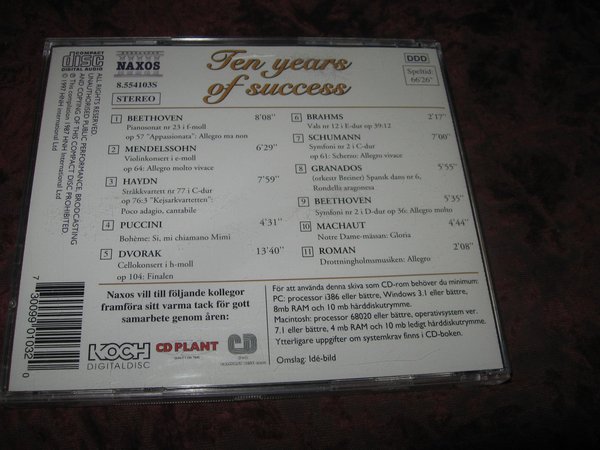 COMPACT
disc
DIGITAL AUDIO
NAXOS
8.554103S
STEREO
Ten years
of success
DDD
Speltid:
66'26"
ALL RIGHTS RESERVED
UNAUTHORISED PUBLIC PERFORMANCE BRODCASTING
AND COPYING OF THIS COMPACT DISC PROHIBITED.
1 BEETHOVEN 8'08"
Pianosonat nr 23 i f-moll
op 57 "Appassionata": Allegro ma non
2 MENDELSSOHN 6'29"
Violinkonsert i e-moll
op 64: Allegro molto vivace
3 HAYDN 7'59"
Stråkkvartett nr 77 i C-dur
op 76:3 "Kejsarkvartetten":
Poco adagio, cantabile
4 PUCCINI 4'31"
Bohème: Si, mi chiamano Mimi
5 DVORAK 13'40"
Cellokonsert i h-moll
op 104: Finalen
6 BRAHMS 2'17"
Vals nr 12 i E-dur op 39:12
7 SCHUMANN 7'00"
Symfoni nr 2 i C-dur
op 61: Scherzo: Allegro vivace
8 GRANADOS 5'55"
(orkester Breiner) Spansk dans nr 6,
Rondella aragonesa
9 BEETHOVEN 5'35"
Symfoni nr 2 i D-dur op 36: Allegro molto
10 MACHAUT 4'44"
Notre Dame-mässan: Gloria
11 ROMAN 2'08"
Drottningholmsmusiken: Allegro
Naxos vill till följande kollegor
framföra sitt varma tack för gott
samarbete genom åren:
KOCH
DIGITALDISC
CD PLANT
CD
För att använda denna skiva som CD-rom behöver du minimum:
PC: processor i386 eller bättre, Windows 3.1 eller bättre,
8mb RAM och 10 mb hårddiskutrymme.
Macintosh: processor 68020 eller bättre, operativsystem ver.
7.1 eller bättre, 4 mb RAM och 10 mb ledigt hårddiskutrymme.
Ytterligare uppgifter om systemkrav finns i CD-boken.
Omslag: Idé-bild